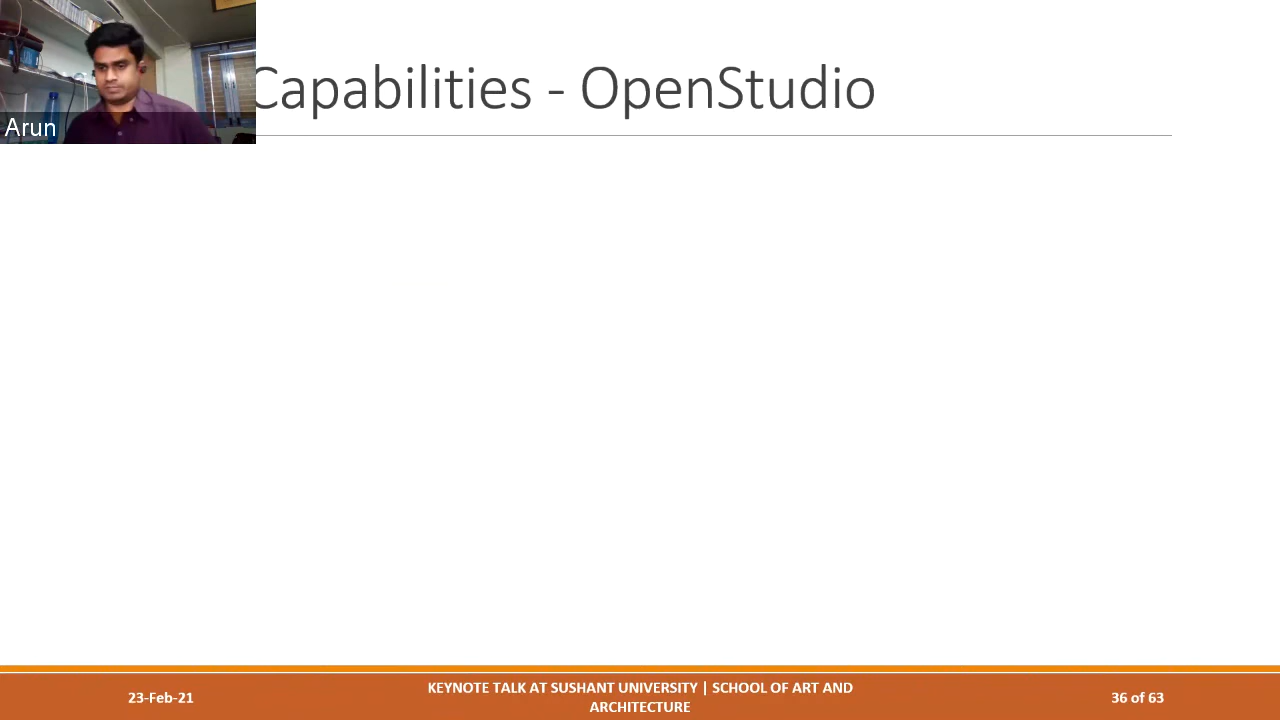 Capabilities - OpenStudio
Arun
23-Feb-21
KEYNOTE TALK AT SUSHANT UNIVERSITY | SCHOOL OF ART AND
ARCHITECTURE
36 of 63